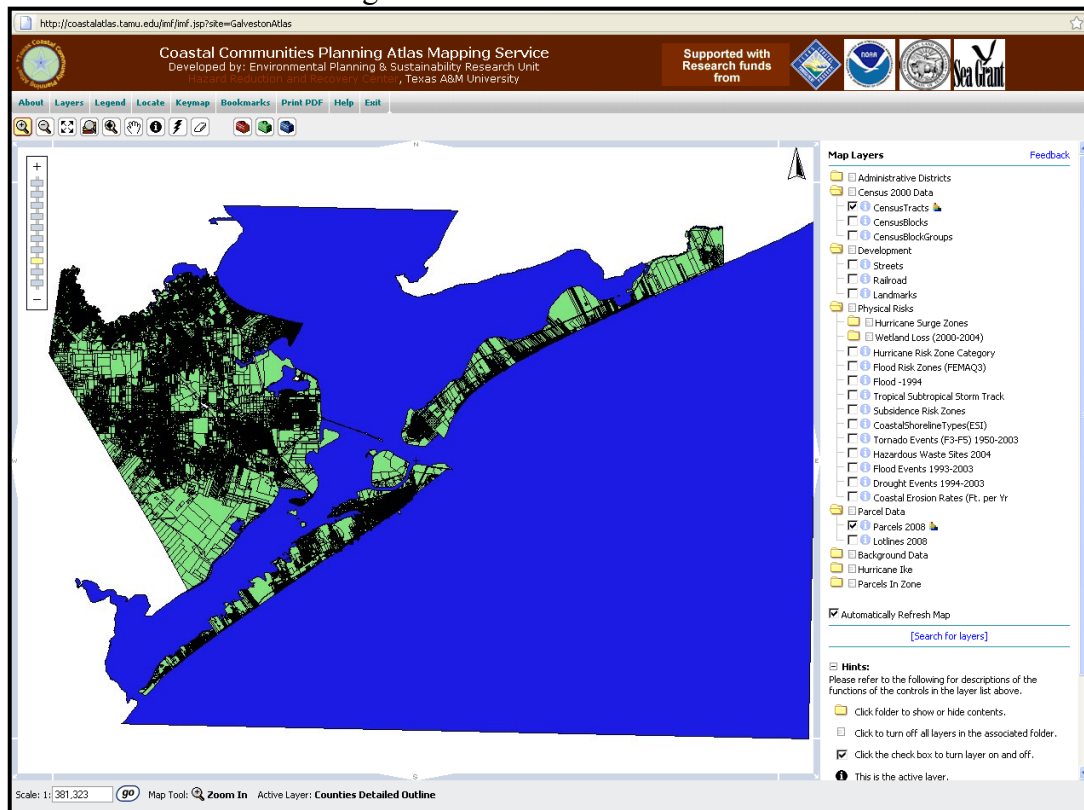 http://coastalatlas.tamu.edu/imf/imf.jsp?site=GalvestonAtlas
Coastal Communities Planning Atlas Mapping Service
Developed by: Environmental Planning & Sustainability Research Unit
Hazard Reduction and Recovery Center, Texas A&M University
Supported with
Research funds
from
NOAA
Sea Grant
About Layers Legend Locate Keymap Bookmarks Print PDF Help Exit
N
Map Layers Feedback
Administrative Districts
Census 2000 Data
CensusTracts
CensusBlocks
CensusBlockGroups
Development
Streets
Railroad
Landmarks
Physical Risks
Hurricane Surge Zones
Wetland Loss (2000-2004)
Hurricane Risk Zone Category
Flood Risk Zones (FEMAQ3)
Flood -1994
Tropical Subtropical Storm Track
Subsidence Risk Zones
CoastalShorelineTypes(ESI)
Tornado Events (F3-F5) 1950-2003
Hazardous Waste Sites 2004
Flood Events 1993-2003
Drought Events 1994-2003
Coastal Erosion Rates (Ft. per Yr
Parcel Data
Parcels 2008
Lotlines 2008
Background Data
Hurricane Ike
Parcels In Zone
Automatically Refresh Map
[Search for layers]
Hints:
Please refer to the following for descriptions of the
functions of the controls in the layer list above.
Click folder to show or hide contents.
Click to turn off all layers in the associated folder.
Click the check box to turn layer on and off.
This is the active layer.
W
E
S
Scale: 1: 381,323 go Map Tool: Zoom In Active Layer: Counties Detailed Outline